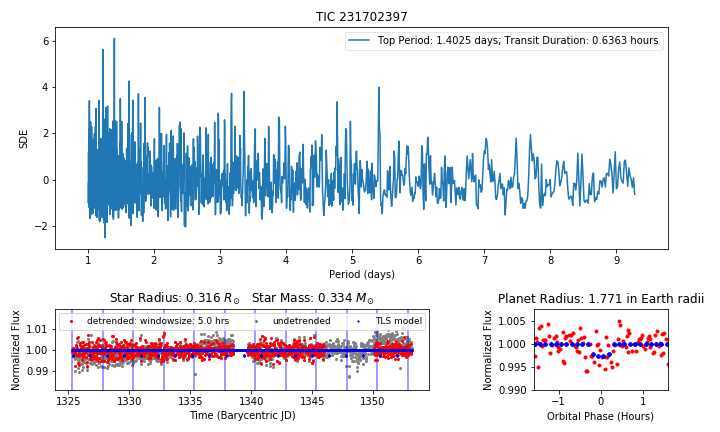 TIC 231702397
Top Period: 1.4025 days; Transit Duration: 0.6363 hours
6
4
2
0
−2
SDE
1 2 3 4 5 6 7 8 9
Period (days)
Star Radius: 0.316 R⊙ Star Mass: 0.334 M⊙
detrended: windowsize: 5.0 hrs undetrended TLS model
1.01
1.00
0.99
Normalized Flux
1325 1330 1335 1340 1345 1350
Time (Barycentric JD)
Planet Radius: 1.771 in Earth radii
1.005
1.000
0.995
0.990
Normalized Flux
−1 0 1
Orbital Phase (Hours)